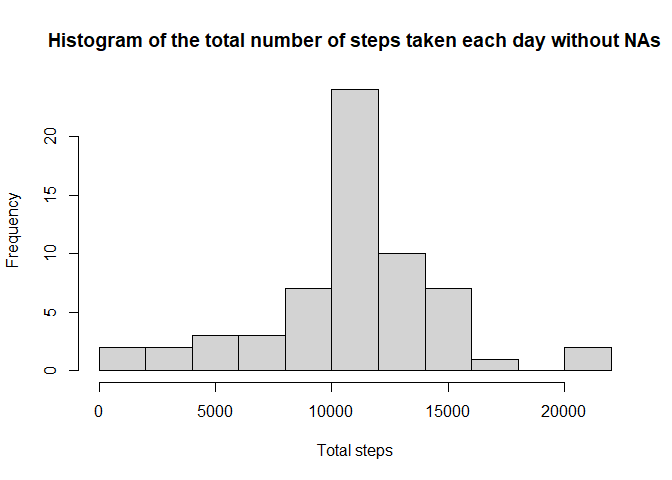 Histogram of the total number of steps taken each day without NAs
Frequency
20
15
10
5
0
0 5000 10000 15000 20000
Total steps